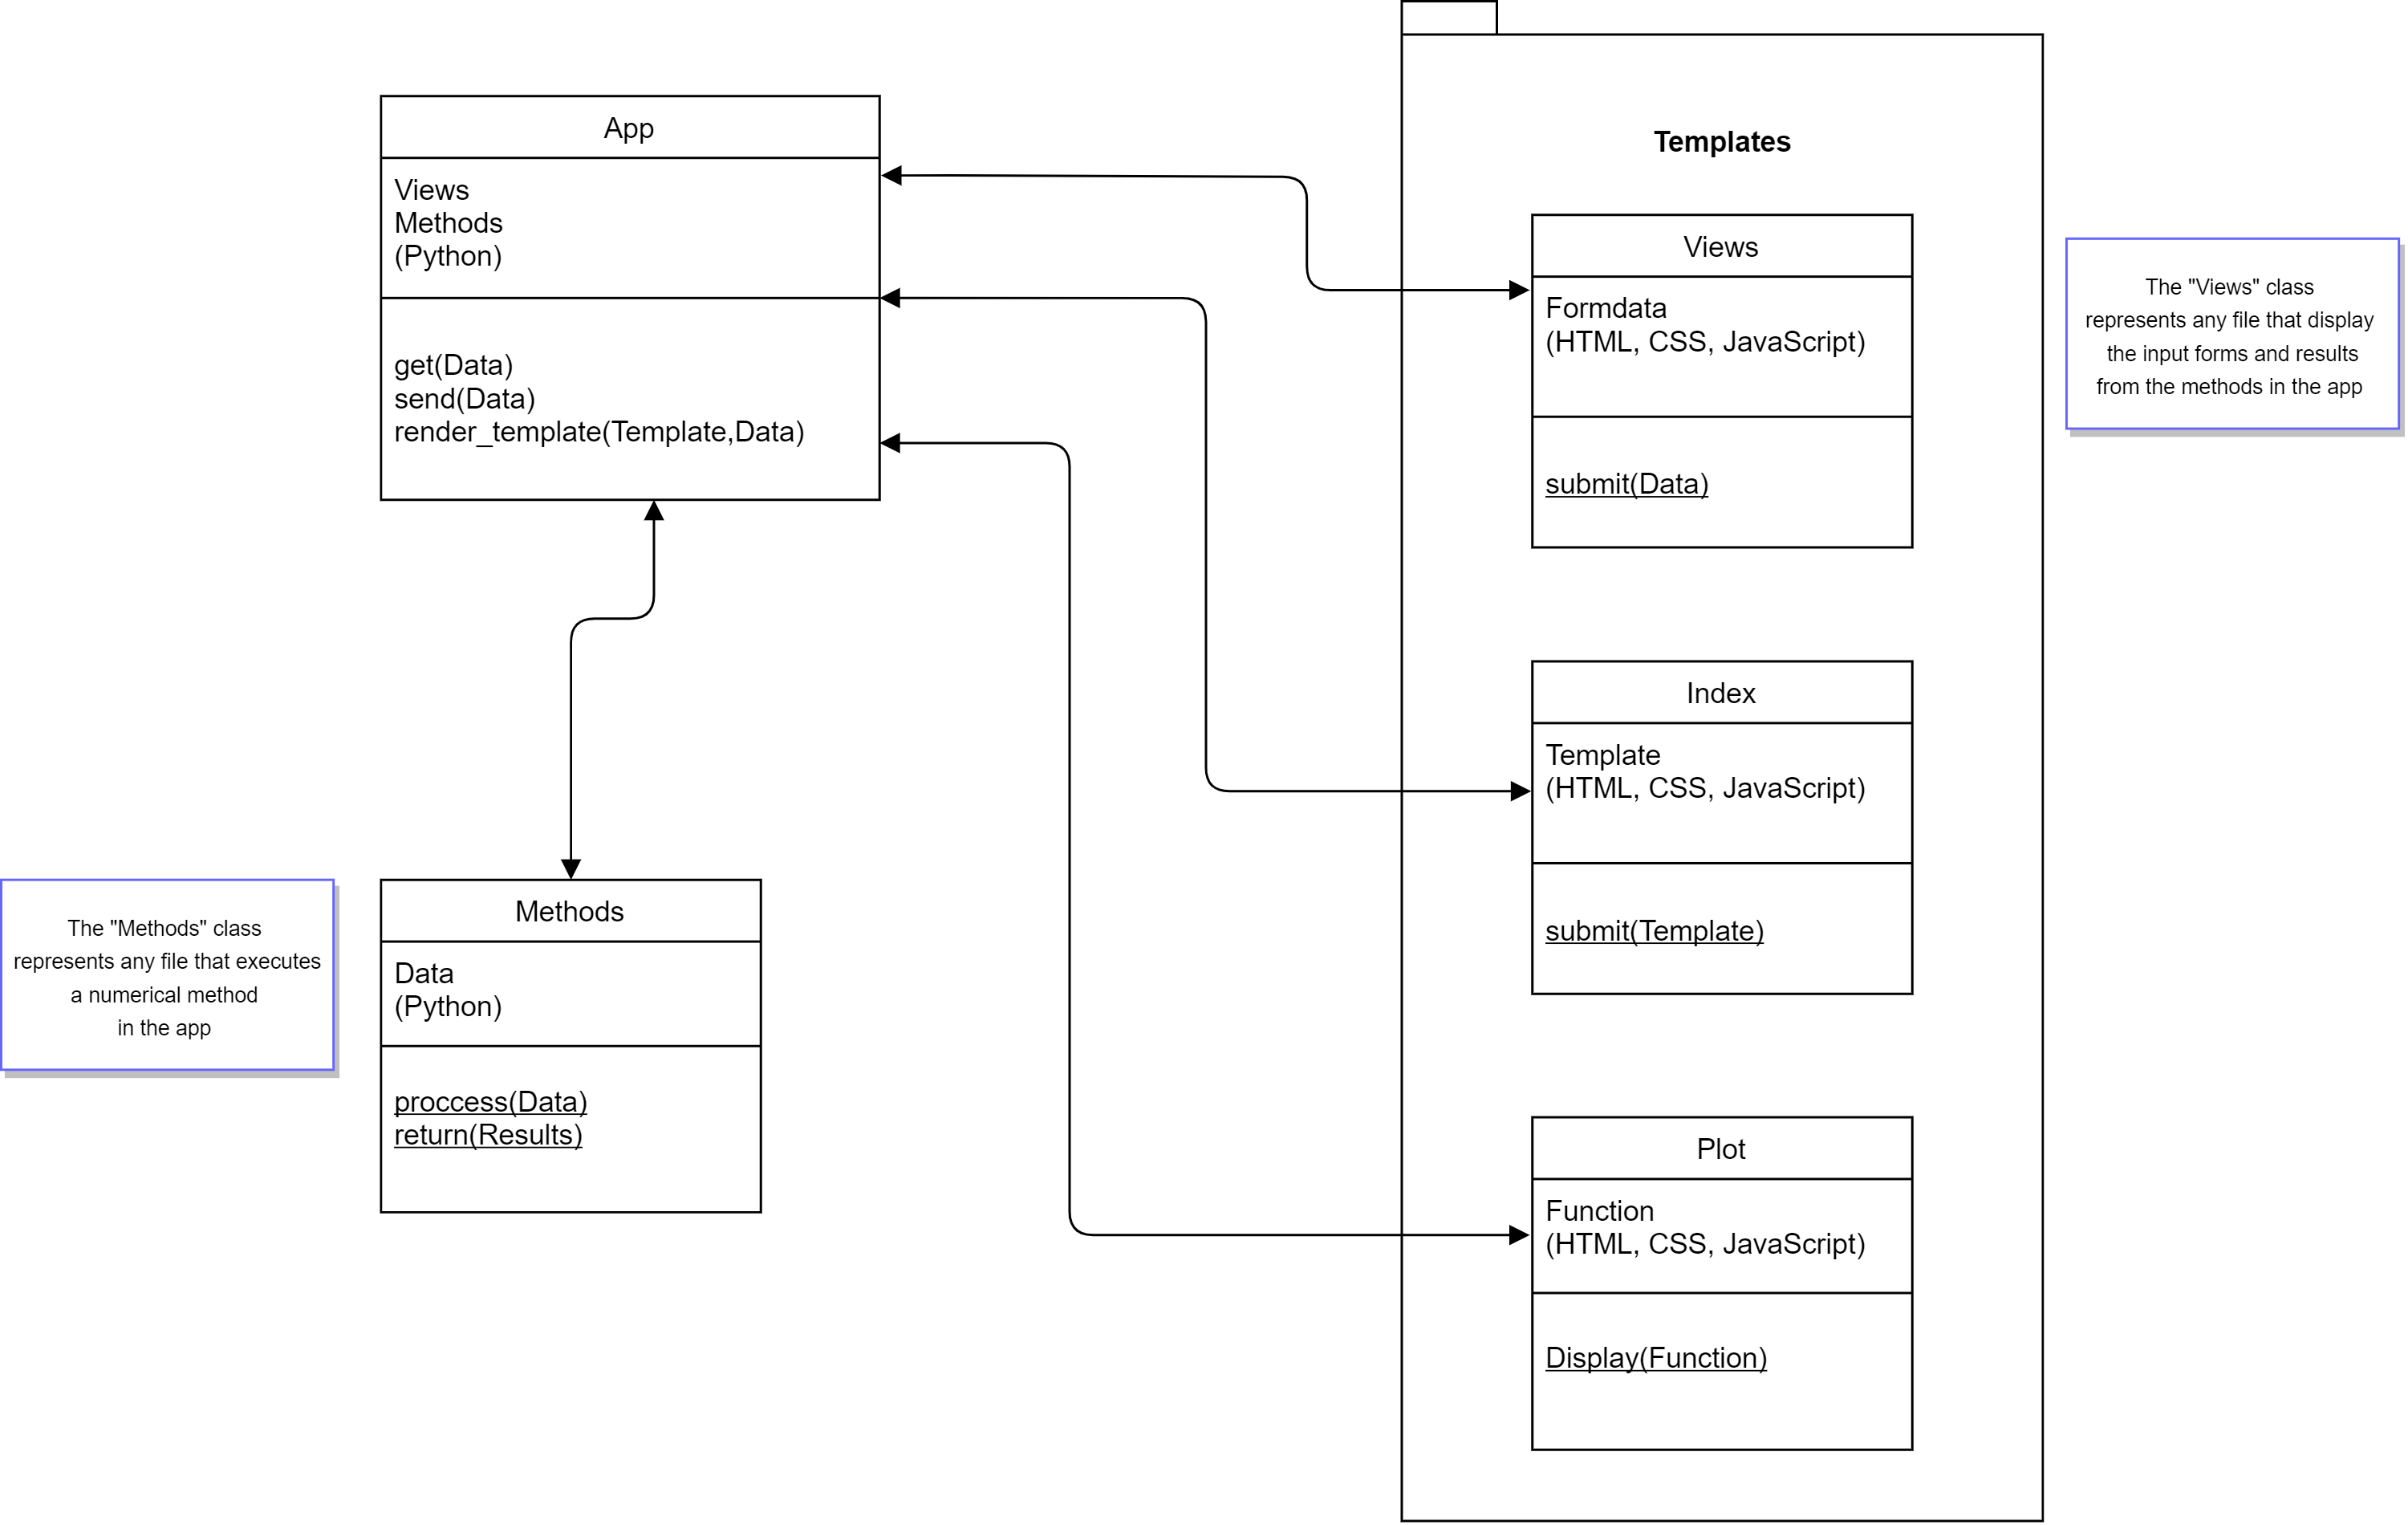 App
Views
Methods
(Python)
get(Data)
send(Data)
render_template(Template,Data)
Templates
Views
Formdata
(HTML, CSS, JavaScript)
submit(Data)
The "Views" class
represents any file that display
the input forms and results
from the methods in the app
Index
Template
(HTML, CSS, JavaScript)
submit(Template)
The "Methods" class
represents any file that executes
a numerical method
in the app
Methods
Data
(Python)
proccess(Data)
return(Results)
Plot
Function
(HTML, CSS, JavaScript)
Display(Function)